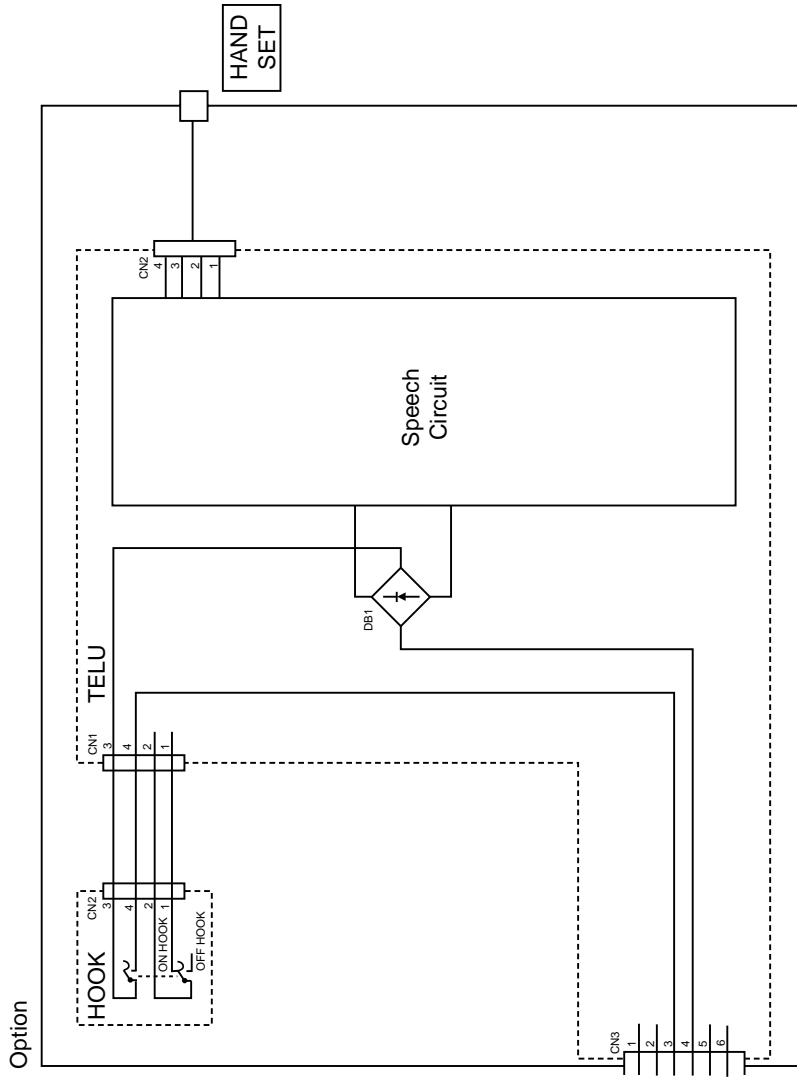 Option
HOOK
CN2
3
4
2
1
ON HOOK
OFF HOOK
TELU
CN1
3
4
2
1
DB1
Speech
Circuit
CN2
4
3
2
1
HAND
SET
CN3
1
2
3
4
5
6